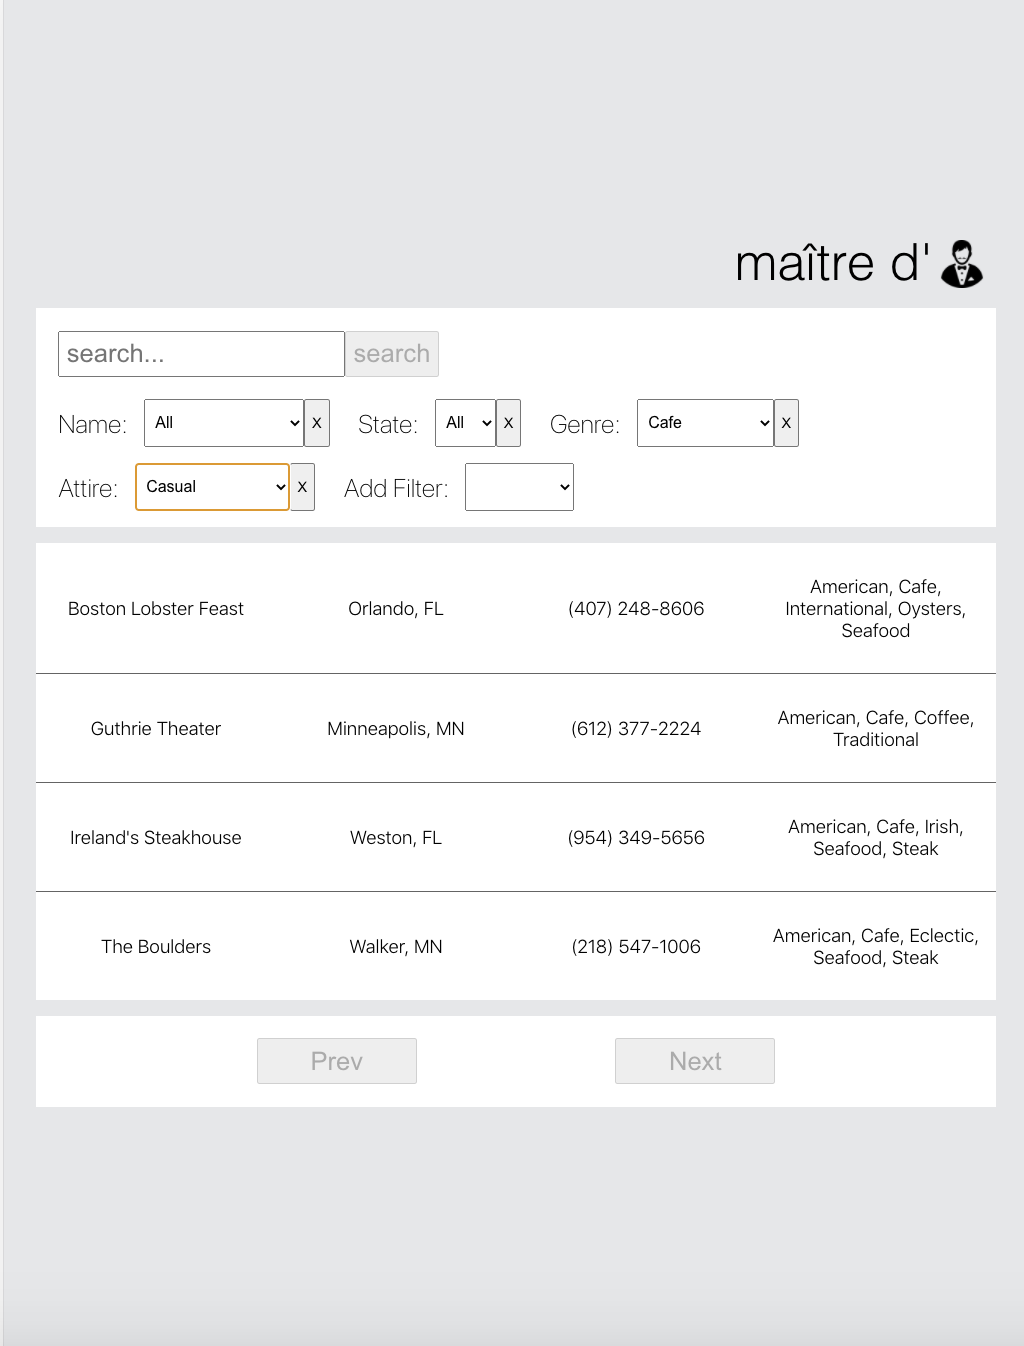 maître d'
search... search
Name: All X State: All X Genre: Cafe X
Attire: Casual X Add Filter:
Boston Lobster Feast Orlando, FL (407) 248-8606 American, Cafe,
International, Oysters,
Seafood
Guthrie Theater Minneapolis, MN (612) 377-2224 American, Cafe, Coffee,
Traditional
Ireland's Steakhouse Weston, FL (954) 349-5656 American, Cafe, Irish,
Seafood, Steak
The Boulders Walker, MN (218) 547-1006 American, Cafe, Eclectic,
Seafood, Steak
Prev Next